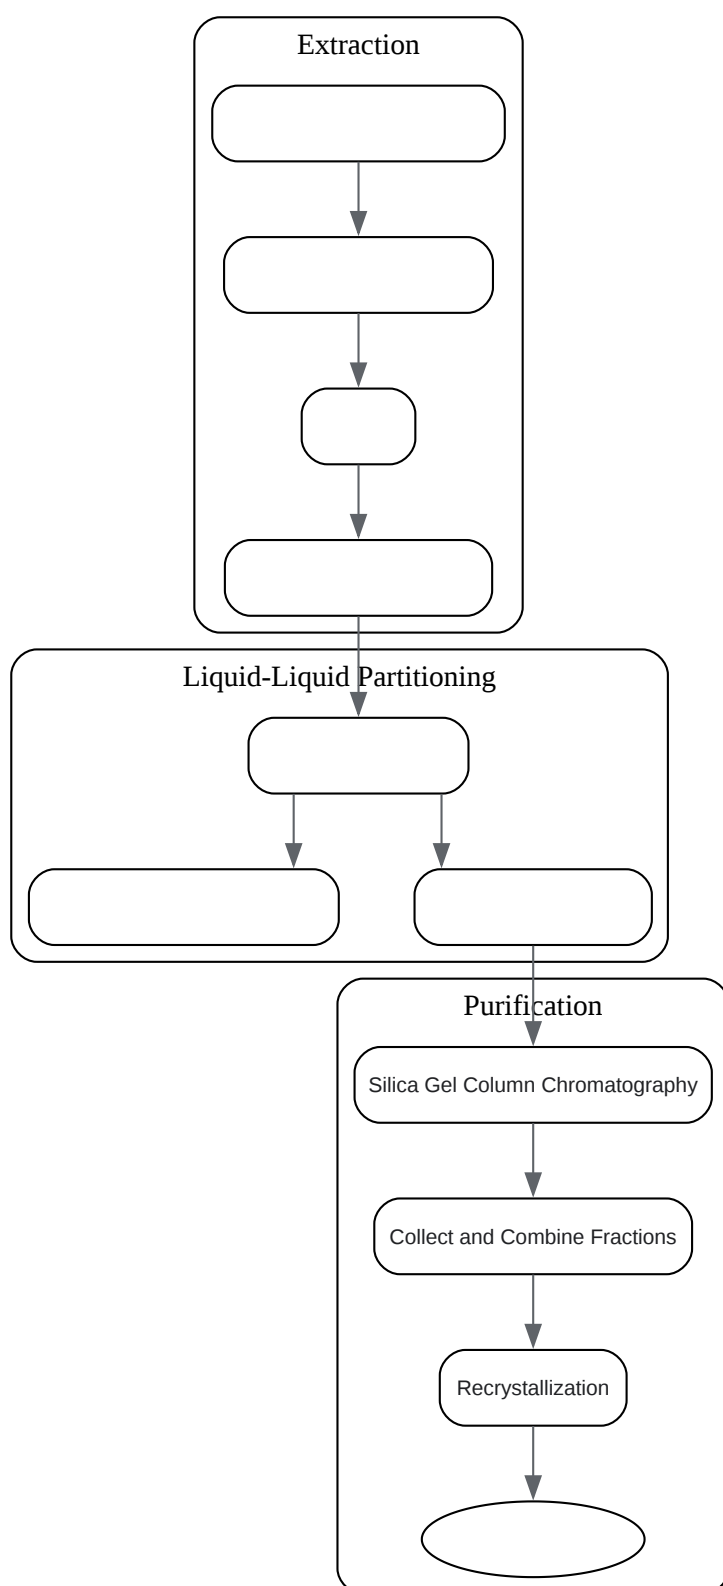 Extraction
Liquid-Liquid Partitioning
Purification
Silica Gel Column Chromatography
Collect and Combine Fractions
Recrystallization